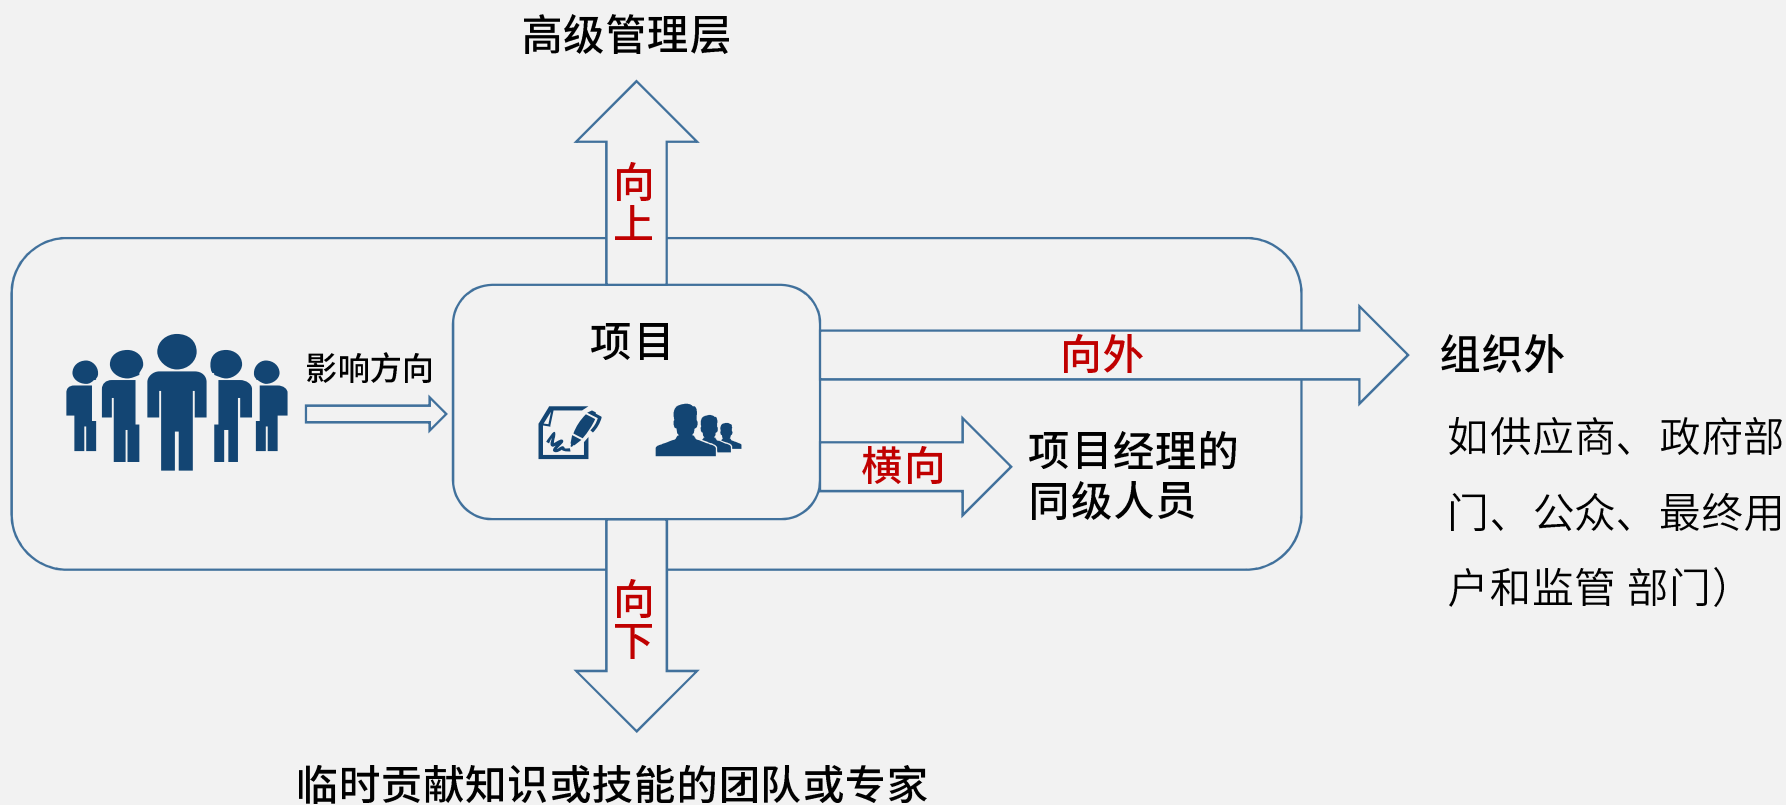 高级管理层
向
上
项目
影响方向
向外
组织外
如供应商、政府部
门、公众、最终用
户和监管 部门）
横向
项目经理的
同级人员
向
下
临时贡献知识或技能的团队或专家